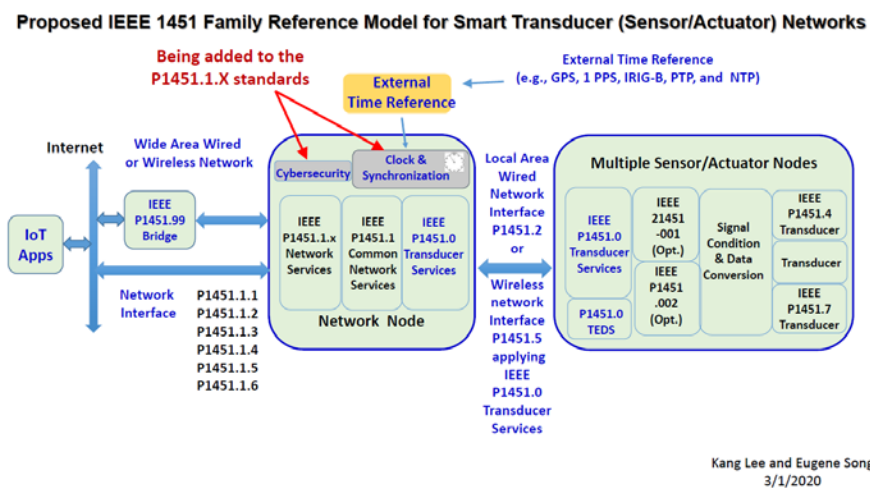 Proposed IEEE 1451 Family Reference Model for Smart Transducer (Sensor/Actuator) Networks
Being added to the
P1451.1.X standards
External
Time Reference
External Time Reference
(e.g., GPS, 1 PPS, IRIG-B, PTP, and NTP)
Internet
Wide Area Wired
or Wireless Network
IoT
Apps
IEEE
P1451.99
Bridge
Network
Interface
P1451.1.1
P1451.1.2
P1451.1.3
P1451.1.4
P1451.1.5
P1451.1.6
Cybersecurity
Clock &
Synchronization
IEEE
P1451.1.x
Network
Services
IEEE
P1451.1
Common
Network
Services
IEEE
P1451.0
Transducer
Services
Network Node
Local Area
Wired
Network
Interface
P1451.2
or
Wireless
network
Interface
P1451.5
applying
IEEE
P1451.0
Transducer
Services
Multiple Sensor/Actuator Nodes
IEEE
P1451.0
Transducer
Services
P1451.0
TEDS
IEEE
21451
-001
(Opt.)
IEEE
P1451
.002
(Opt.)
Signal
Condition
& Data
Conversion
IEEE
P1451.4
Transducer
Transducer
IEEE
P1451.7
Transducer
Kang Lee and Eugene Song
3/1/2020